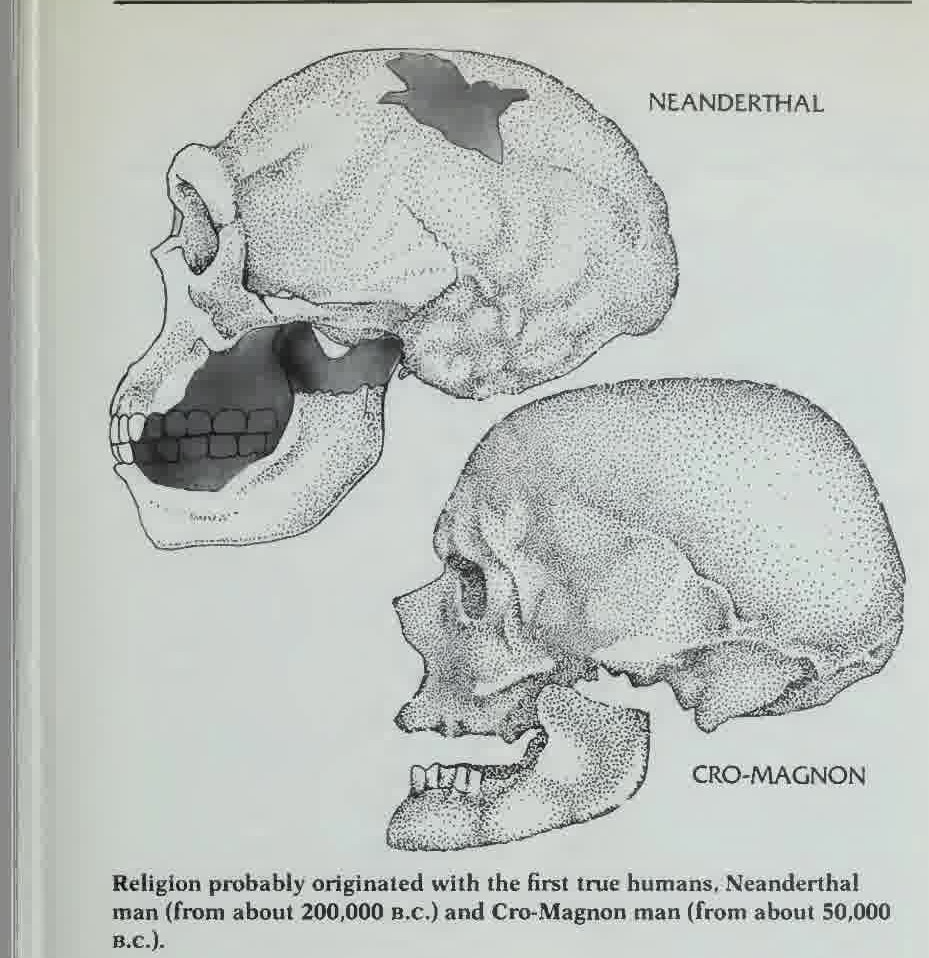 NEANDERTHAL
CRO-MAGNON
Religion probably originated with the first true humans, Neanderthal
man (from about 200,000 B.C.) and Cro-Magnon man (from about 50,000
B.C.).